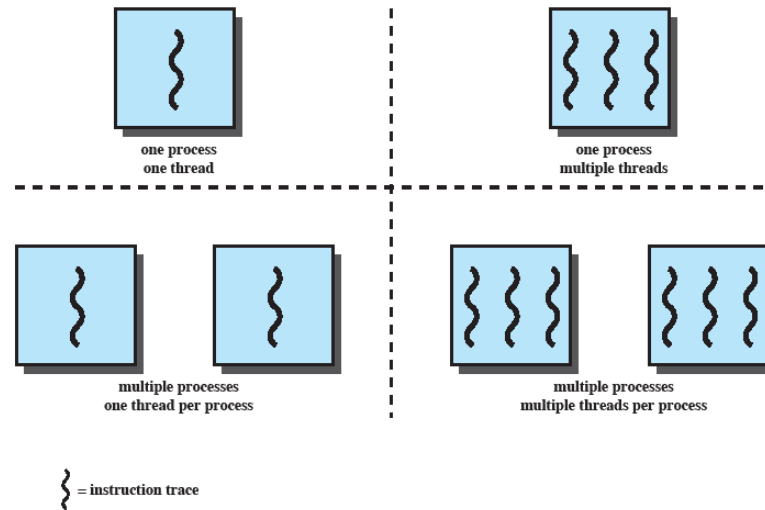 one process
one thread
one process
multiple threads
multiple processes
one thread per process
multiple processes
multiple threads per process
= instruction trace